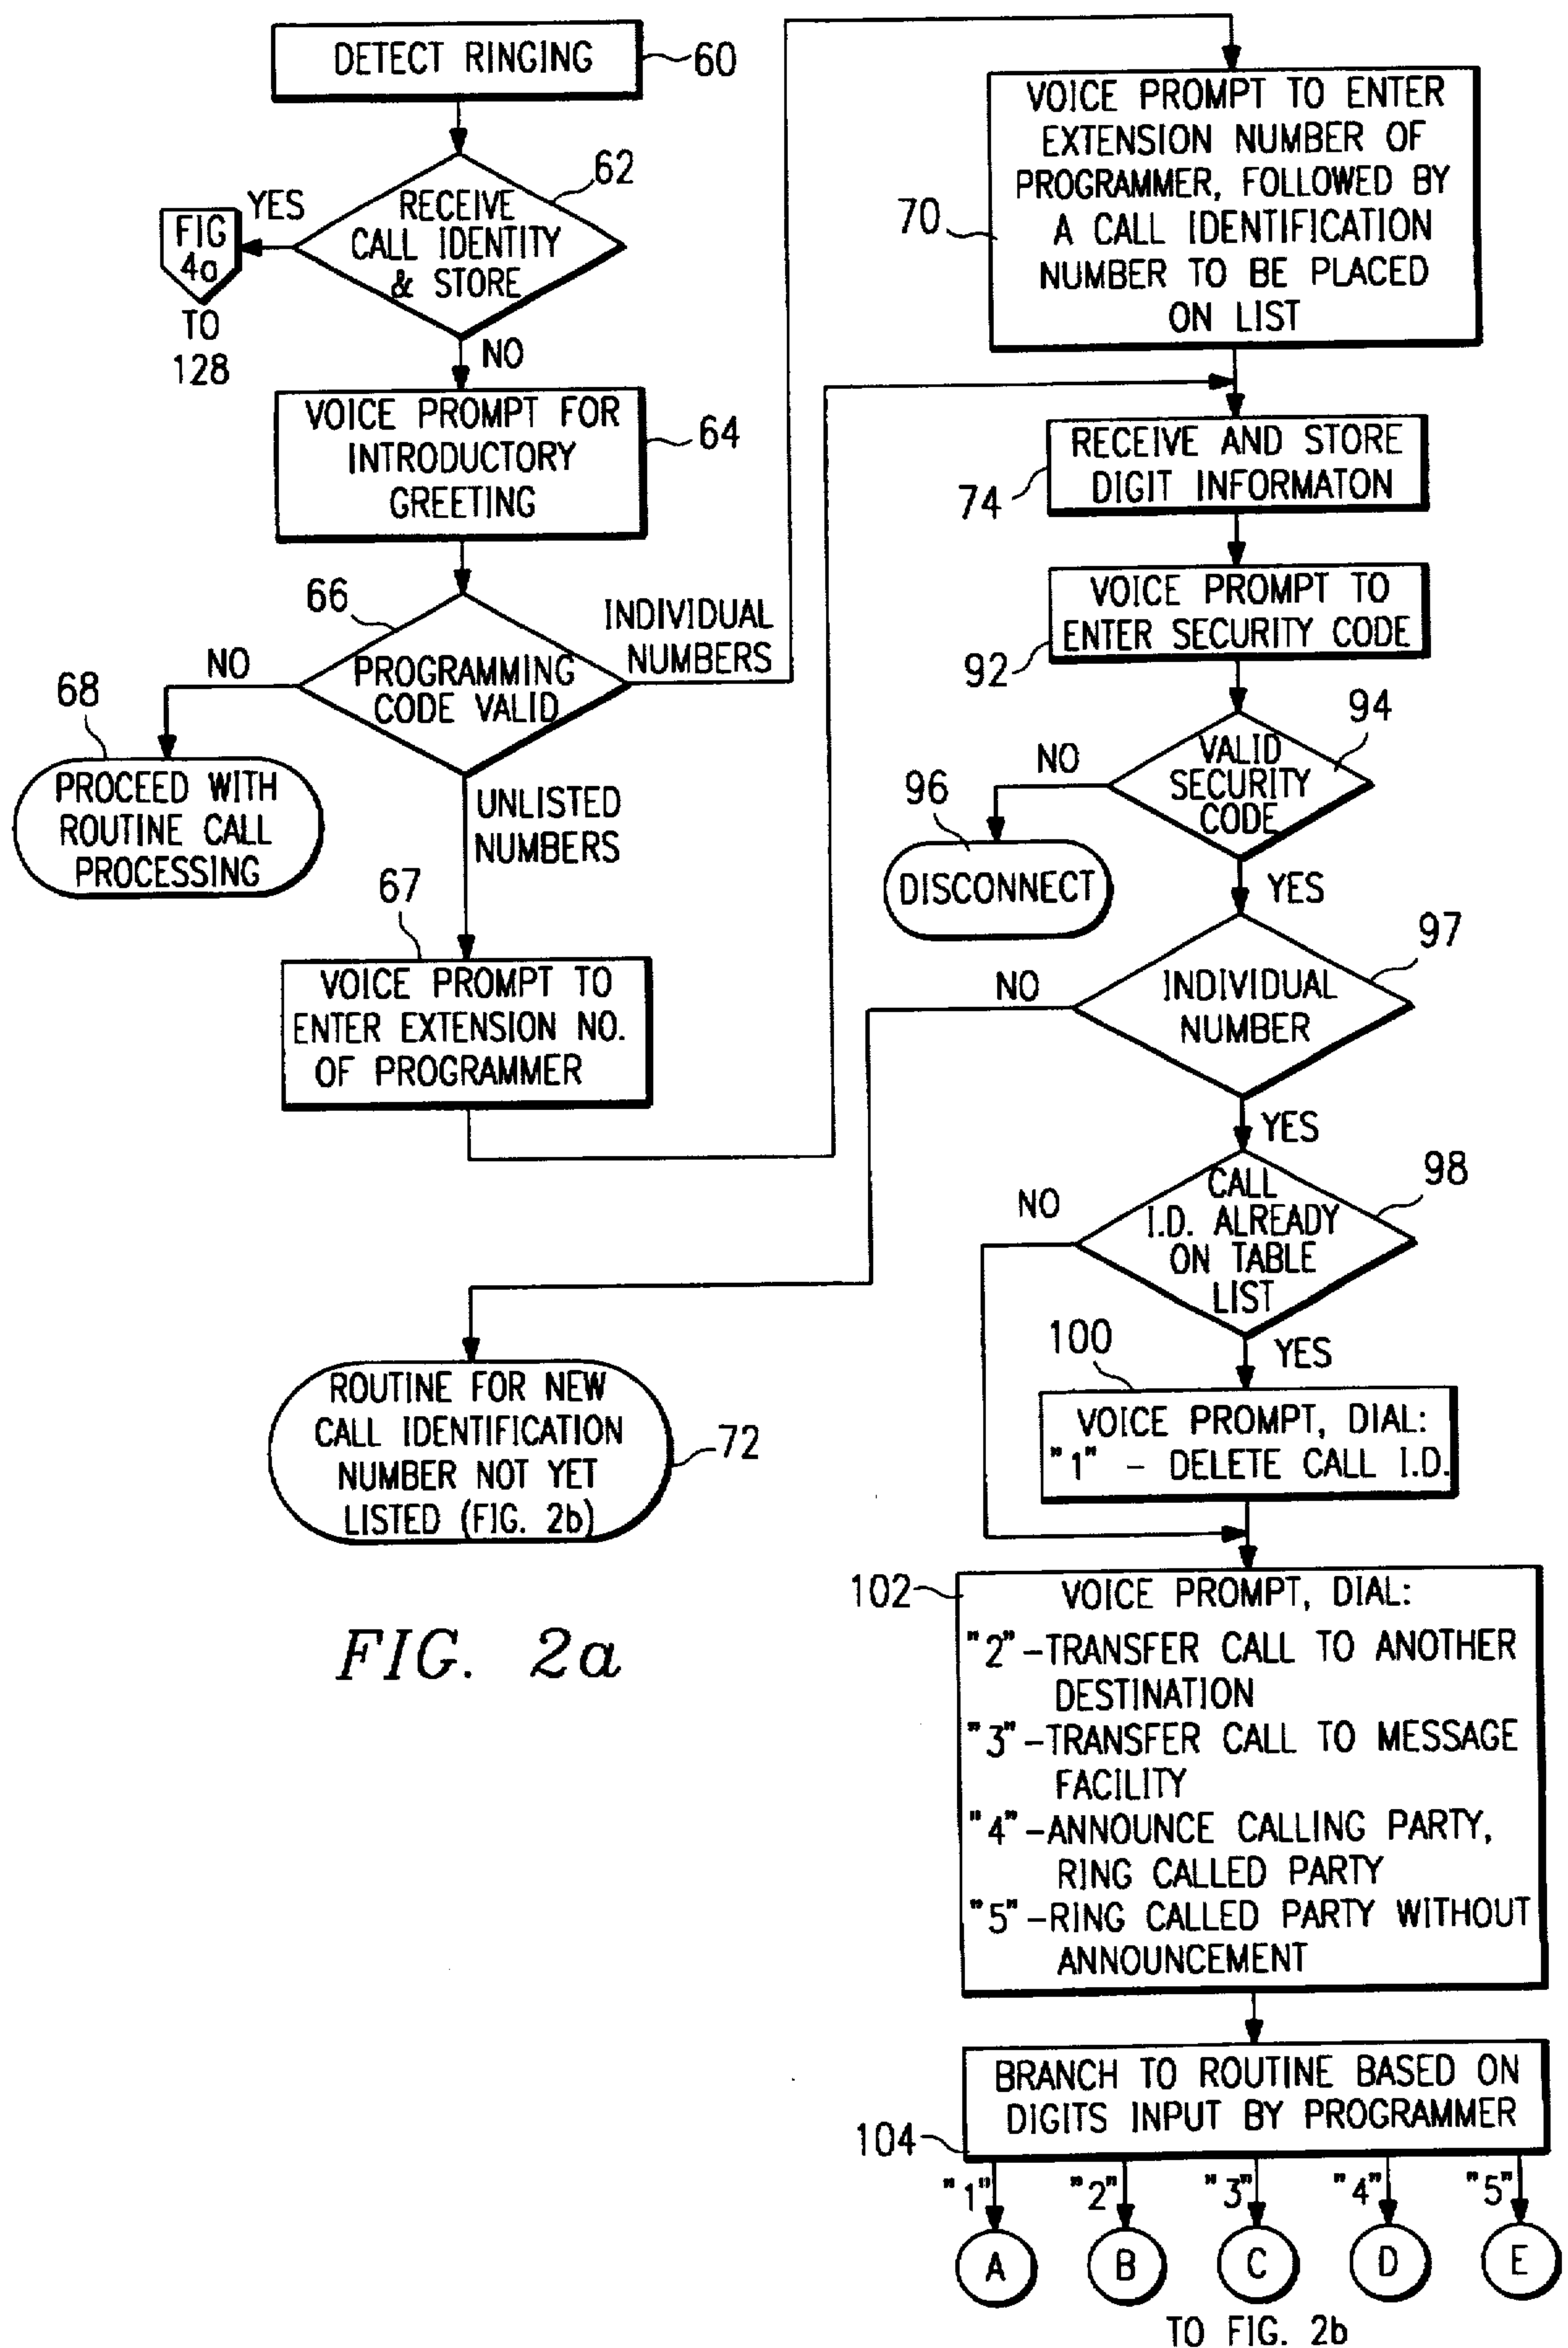 DETECT RINGING
60
RECEIVE
CALL IDENTITY
& STORE
62
YES
FIG
4a
TO
128
NO
VOICE PROMPT FOR
INTRODUCTORY
GREETING
64
66
PROGRAMMING
CODE VALID
NO
68
PROCEED WITH
ROUTINE CALL
PROCESSING
INDIVIDUAL
NUMBERS
UNLISTED
NUMBERS
67
VOICE PROMPT TO
ENTER EXTENSION NO.
OF PROGRAMMER
ROUTINE FOR NEW
CALL IDENTIFICATION
NUMBER NOT YET
LISTED (FIG. 2b)
72
FIG. 2a
VOICE PROMPT TO ENTER
EXTENSION NUMBER OF
PROGRAMMER, FOLLOWED BY
A CALL IDENTIFICATION
NUMBER TO BE PLACED
ON LIST
70
RECEIVE AND STORE
DIGIT INFORMATON
74
VOICE PROMPT TO
ENTER SECURITY CODE
92
VALID
SECURITY
CODE
94
NO
96
DISCONNECT
YES
INDIVIDUAL
NUMBER
97
NO
YES
CALL
I.D. ALREADY
ON TABLE
LIST
98
NO
YES
100
VOICE PROMPT, DIAL:
"1" - DELETE CALL I.D.
102
VOICE PROMPT, DIAL:
"2"-TRANSFER CALL TO ANOTHER
DESTINATION
"3"-TRANSFER CALL TO MESSAGE
FACILITY
"4"-ANNOUNCE CALLING PARTY,
RING CALLED PARTY
"5"-RING CALLED PARTY WITHOUT
ANNOUNCEMENT
BRANCH TO ROUTINE BASED ON
DIGITS INPUT BY PROGRAMMER
104
"1" "2" "3" "4" "5"
A B C D E
TO FIG. 2b